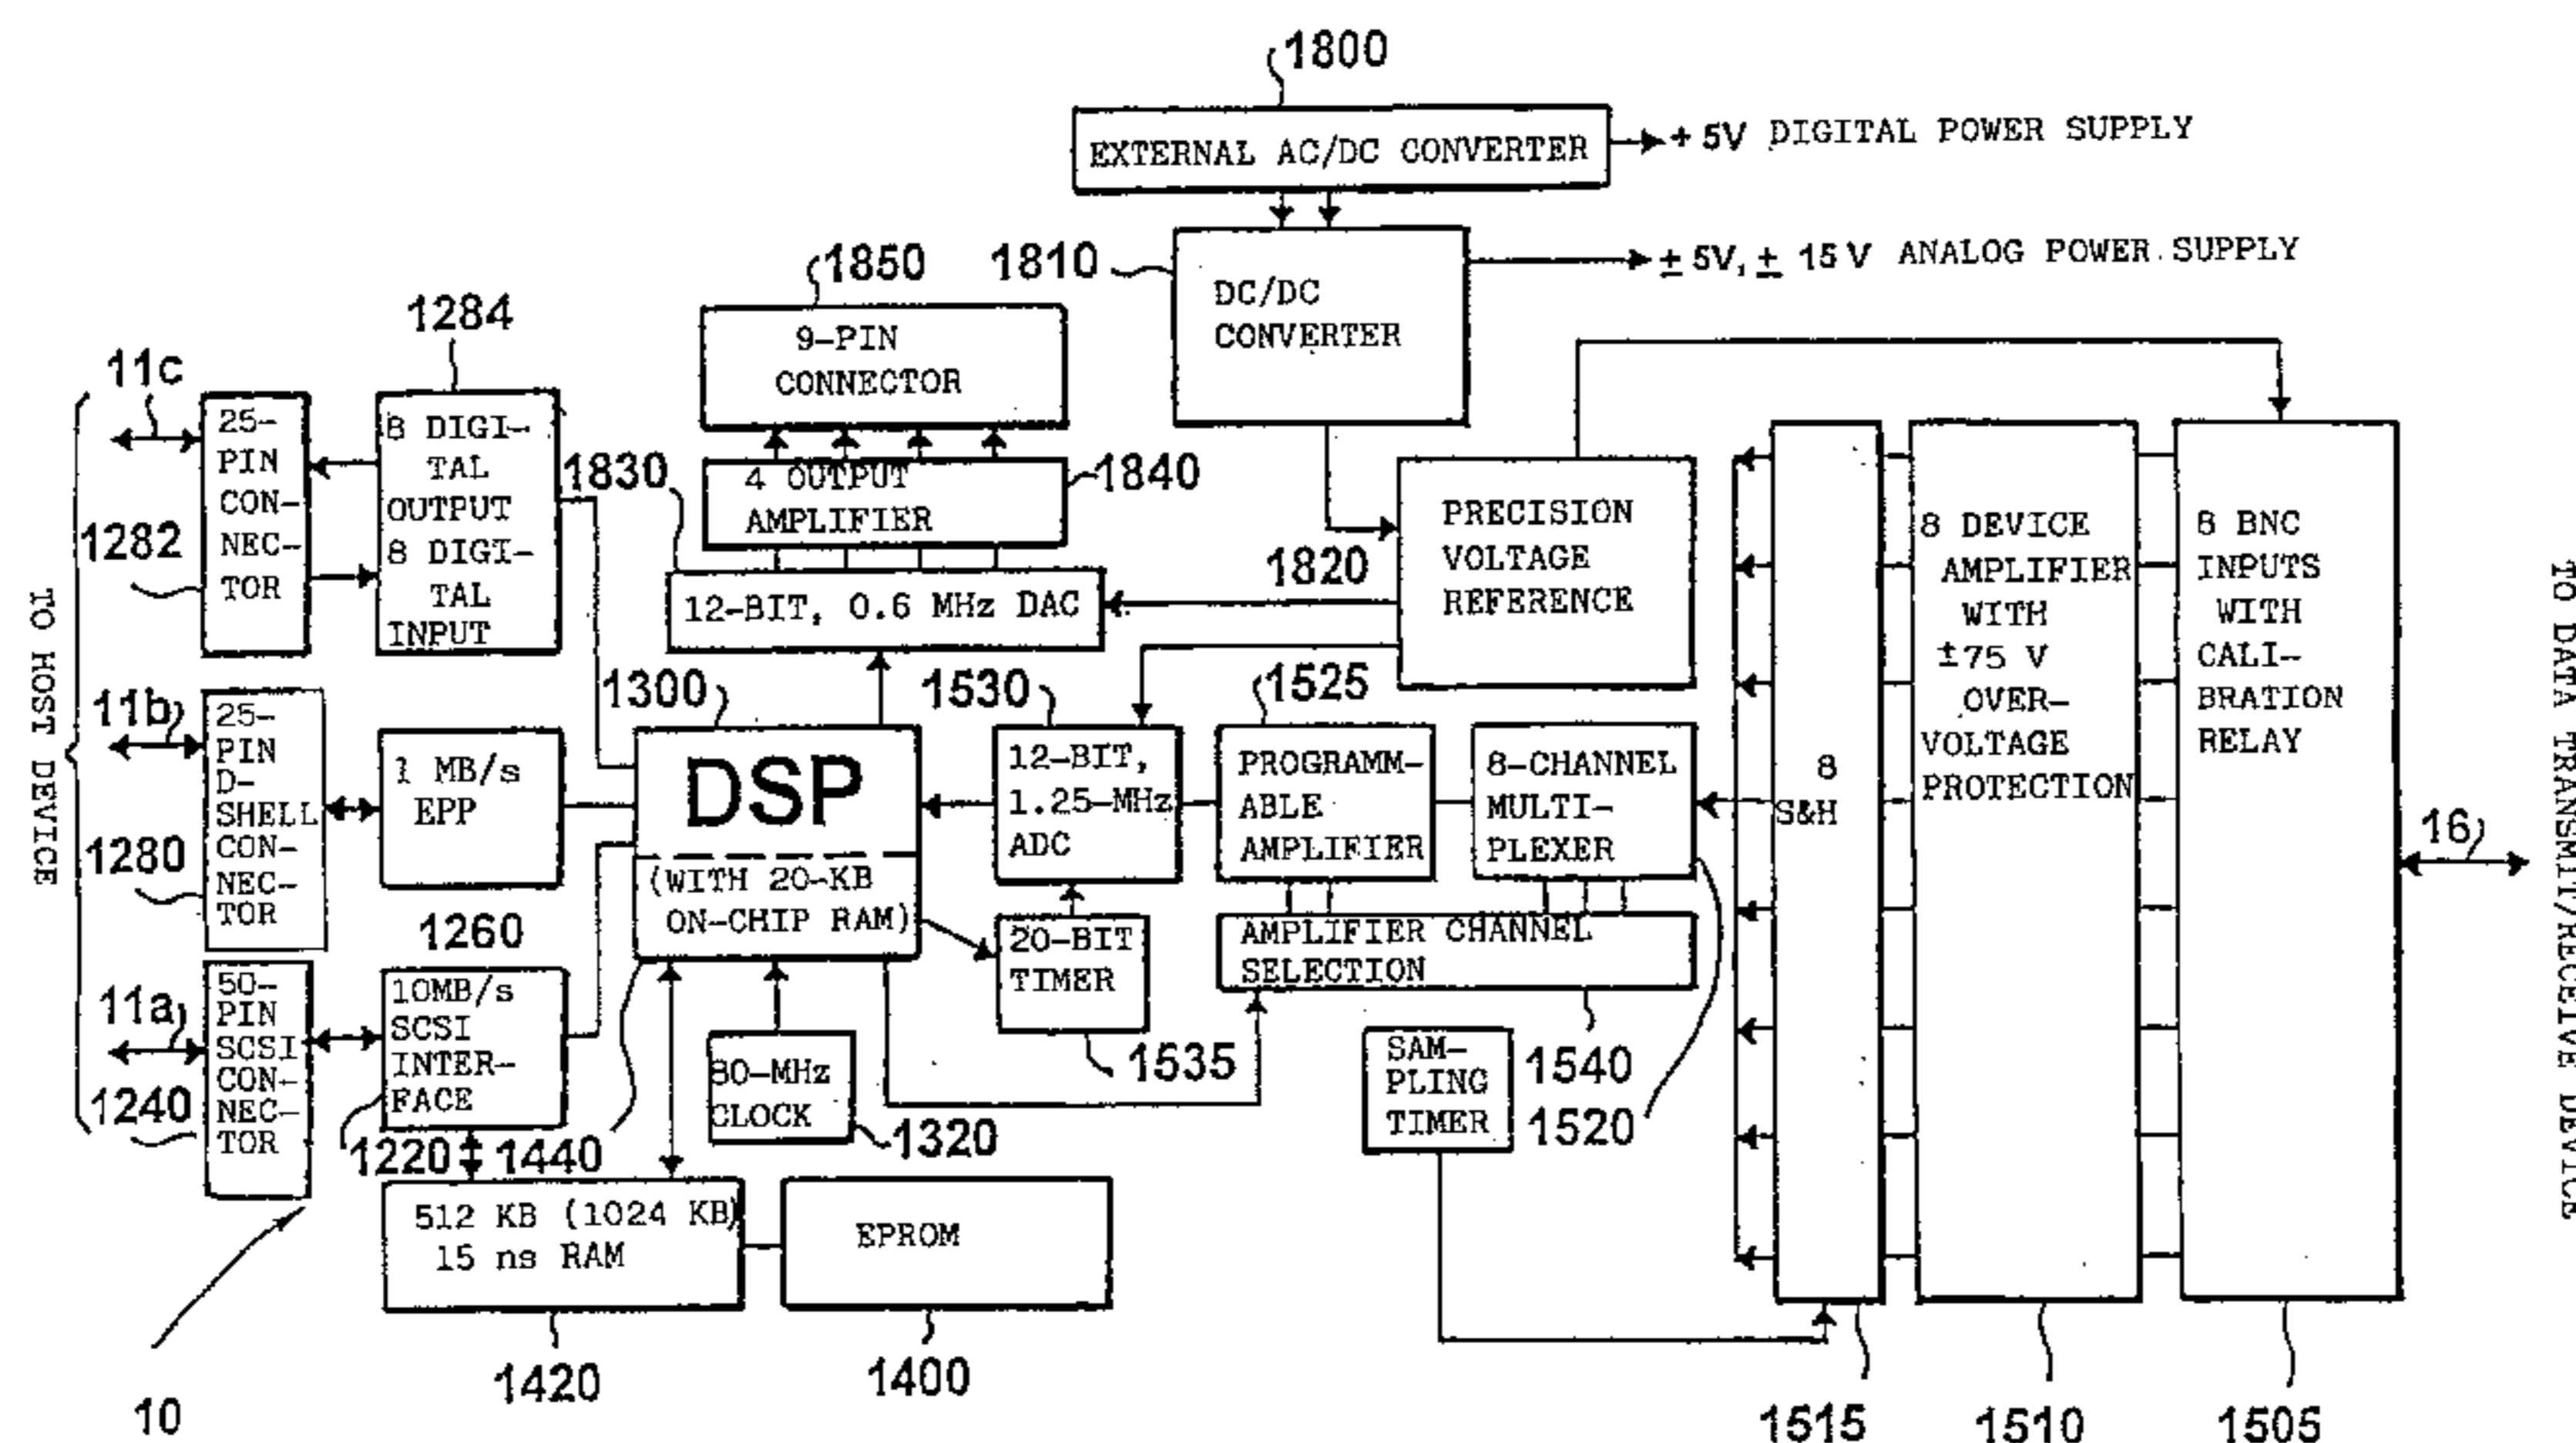 1800
EXTERNAL AC/DC CONVERTER
+ 5V DIGITAL POWER SUPPLY
1810
DC/DC
CONVERTER
± 5V, ± 15 V ANALOG POWER SUPPLY
1850
9-PIN
CONNECTOR
1284
8 DIGI-
TAL
OUTPUT
8 DIGI-
TAL
INPUT
11c
25-
PIN
CON-
NEC-
TOR
1282
1830
4 OUTPUT
AMPLIFIER
1840
12-BIT, 0.6 MHz DAC
1820
PRECISION
VOLTAGE
REFERENCE
TO HOST DEVICE
11b
25-
PIN
D-
SHELL
CON-
NEC-
TOR
1280
1 MB/s
EPP
1260
1300
DSP
(WITH 20-KB
ON-CHIP RAM)
1530
12-BIT,
1.25-MHz
ADC
1525
PROGRAMM-
ABLE
AMPLIFIER
8-CHANNEL
MULTI-
PLEXER
8
S&H
8 DEVICE
AMPLIFIER
WITH
±75 V
OVER-
VOLTAGE
PROTECTION
8 BNC
INPUTS
WITH
CALI-
BRATION
RELAY
16
TO DATA TRANSMIT/RECEIVE DEVICE
11a
50-
PIN
SCSI
CON-
NEC-
TOR
1240
10MB/s
SCSI
INTER-
FACE
1220
1440
80-MHz
CLOCK
1320
20-BIT
TIMER
1535
AMPLIFIER CHANNEL
SELECTION
1540
1520
SAM-
PLING
TIMER
512 KB (1024 KB)
15 ns RAM
EPROM
10
1420
1400
1515
1510
1505